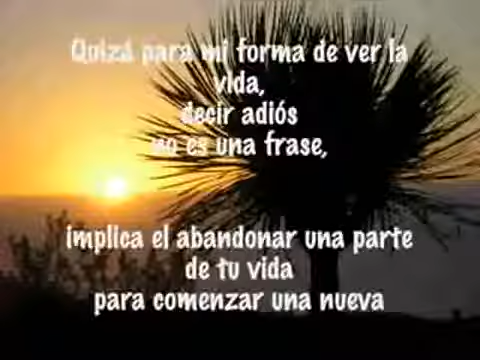 Quizá para mi forma de ver la
vida,
decir adiós
no es una frase,
implica el abandonar una parte
de tu vida
para comenzar una nueva